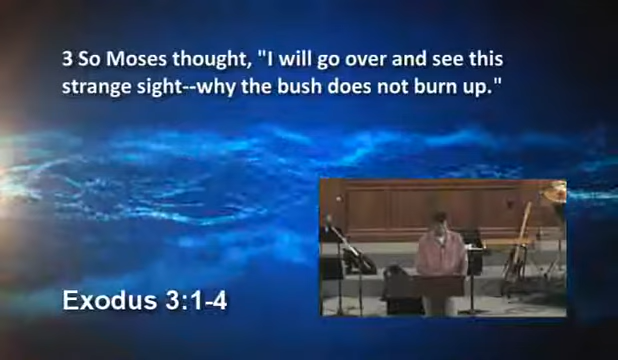 3 So Moses thought, "I will go over and see this
strange sight--why the bush does not burn up."
Exodus 3:1-4